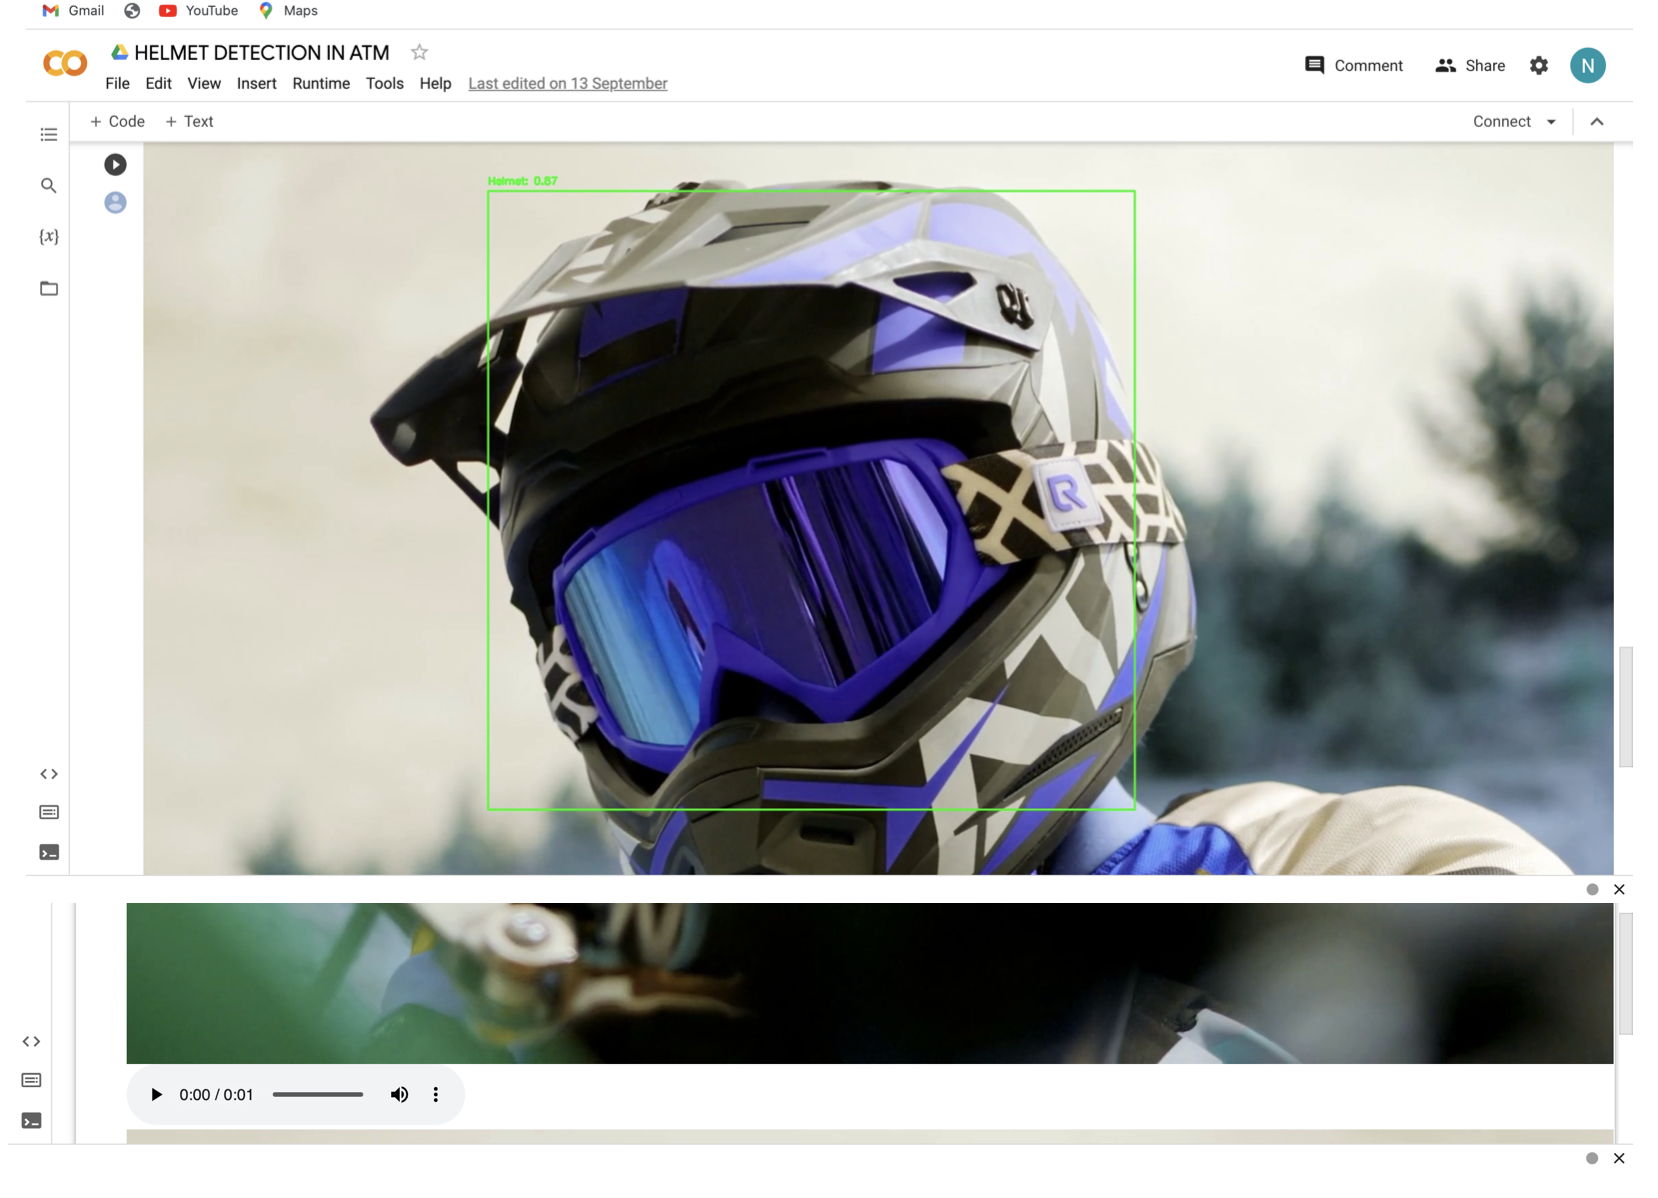 Gmail YouTube Maps
HELMET DETECTION IN ATM
Comment Share N
File Edit View Insert Runtime Tools Help Last edited on 13 September
+ Code + Text Connect
{x}
Helmet: 0.87
R
0:00 / 0:01